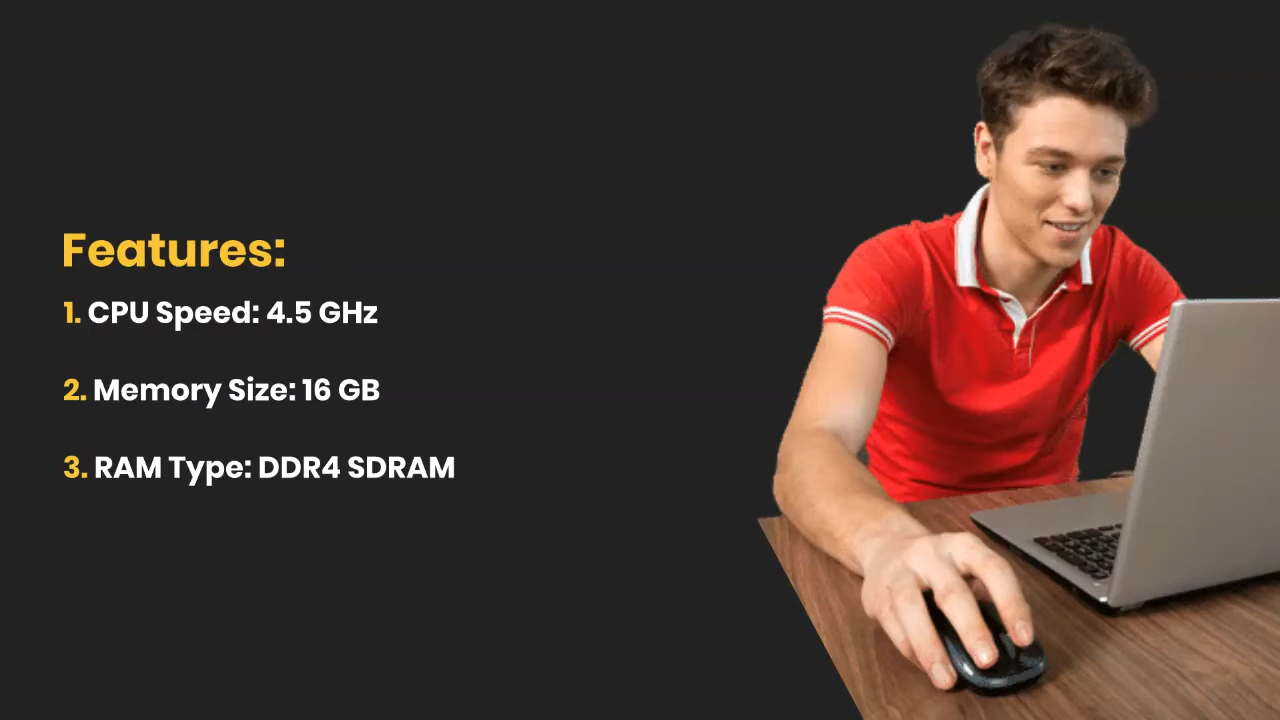 Features:
1. CPU Speed: 4.5 GHz
2. Memory Size: 16 GB
3. RAM Type: DDR4 SDRAM